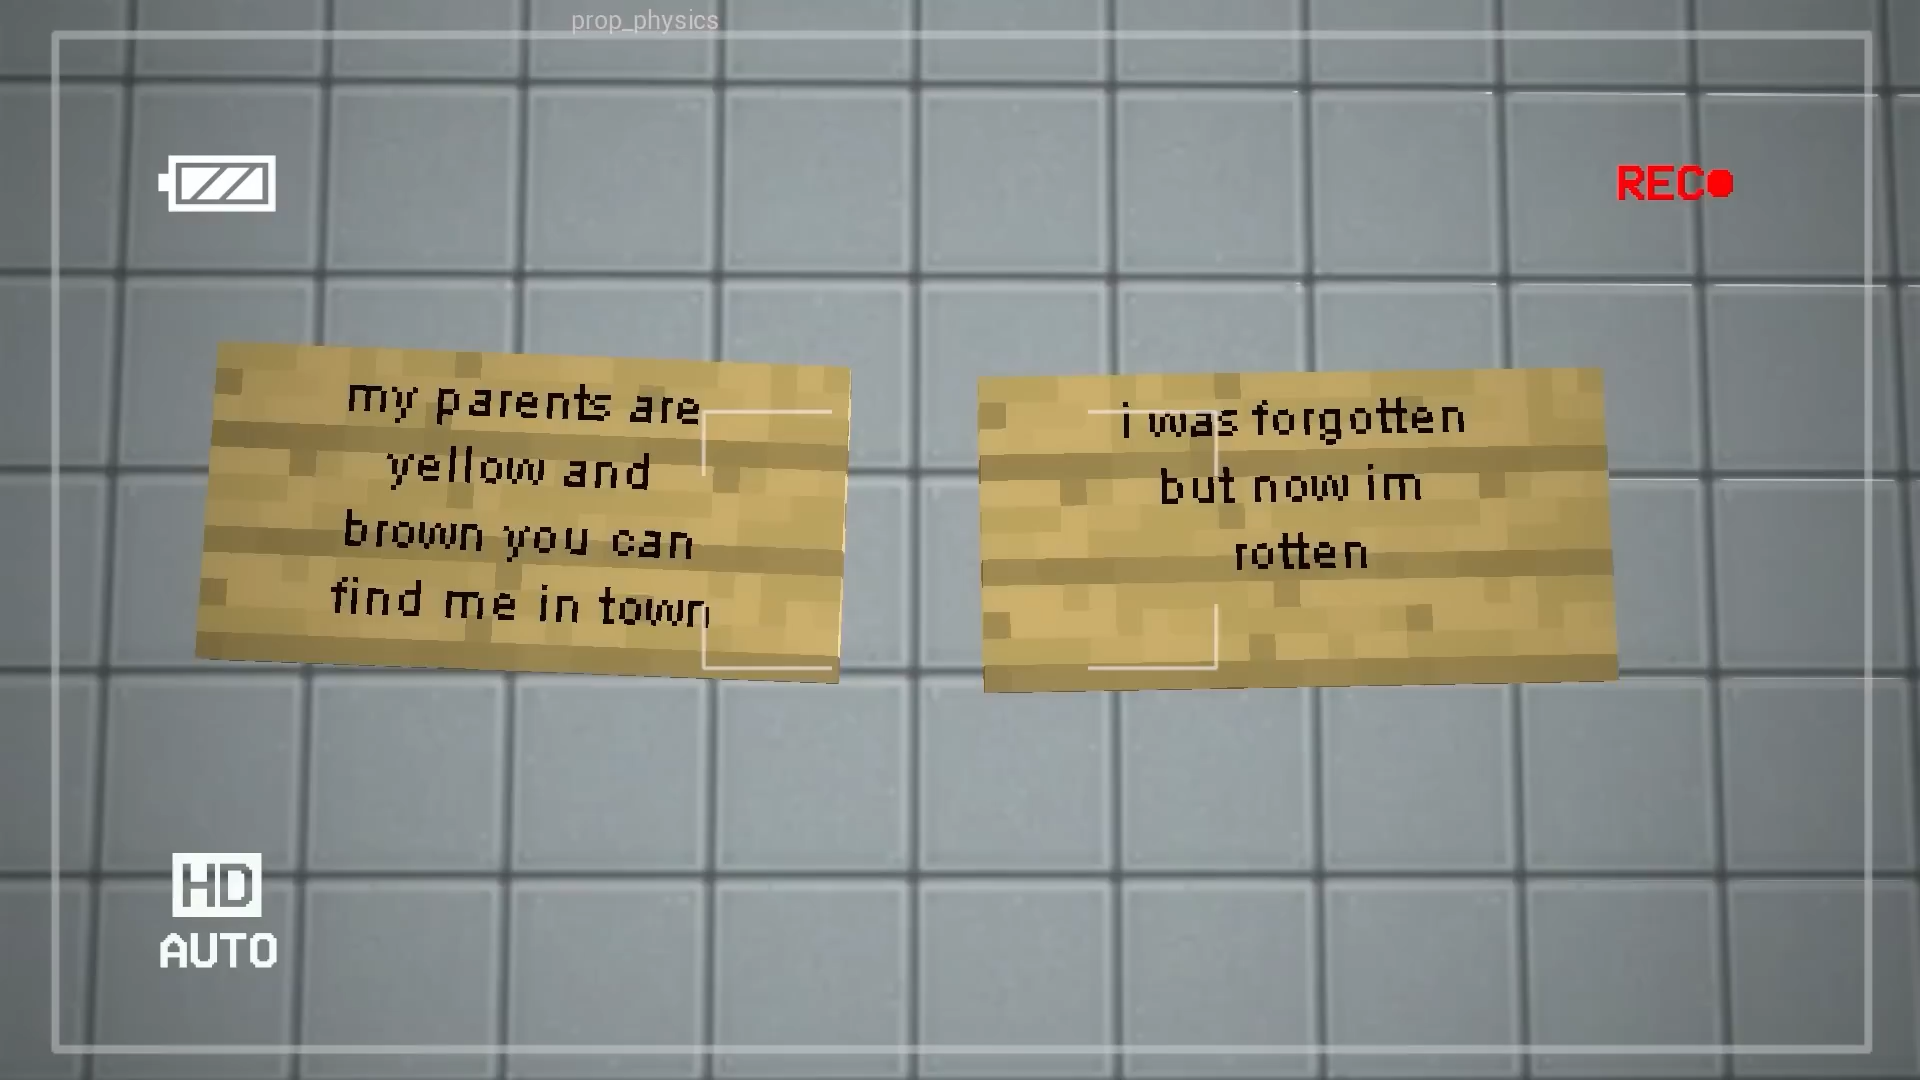 prop_physics
REC
my parents are
yellow and
brown you can
find me in town
i was forgotten
but now im
rotten
HD
AUTO